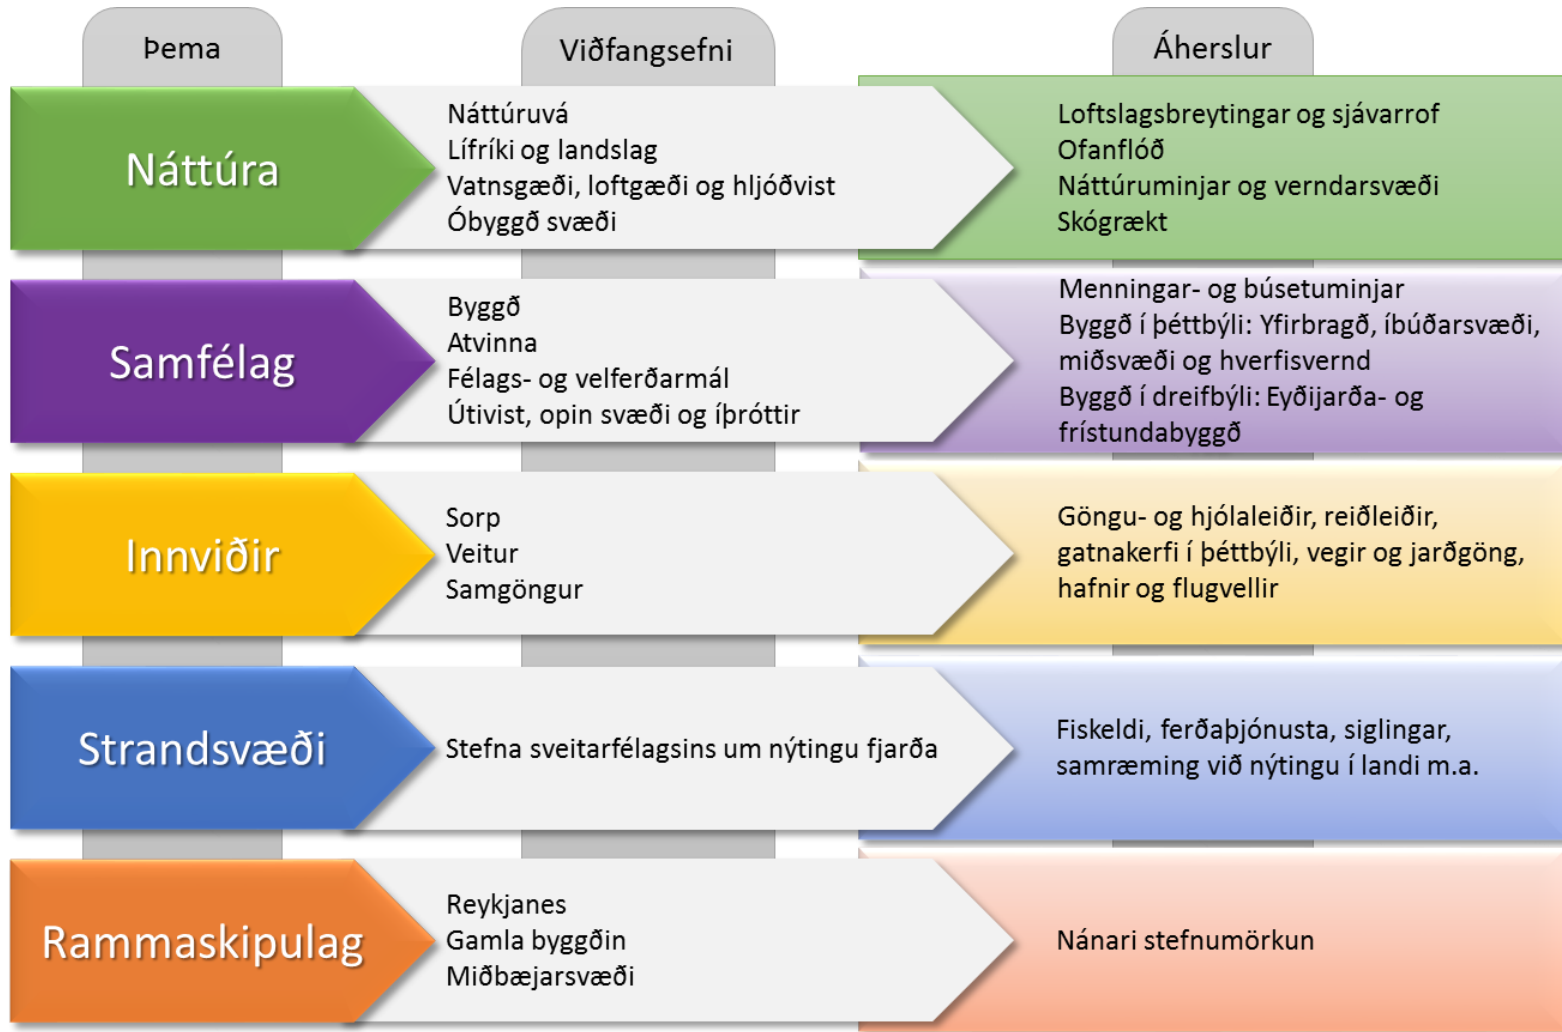 Þema
Viðfangsefni
Áherslur
Náttúra
Náttúruvá
Lífríki og landslag
Vatnsgæði, loftgæði og hljóðvist
Óbyggð svæði
Loftslagsbreytingar og sjávarrof
Ofanflóð
Náttúruminjar og verndarsvæði
Skógrækt
Samfélag
Byggð
Atvinna
Félags- og velferðarmál
Útivist, opin svæði og íþróttir
Menningar- og búsetuminjar
Byggð í þéttbýli: Yfirbragð, íbúðarsvæði,
miðsvæði og hverfisvernd
Byggð í dreifbýli: Eyðijarða- og
frístundabyggð
Innviðir
Sorp
Veitur
Samgöngur
Göngu- og hjólaleiðir, reiðleiðir,
gatnakerfi í þéttbýli, vegir og jarðgöng,
hafnir og flugvellir
Strandsvæði
Stefna sveitarfélagsins um nýtingu fjarða
Fiskeldi, ferðaþjónusta, siglingar,
samræming við nýtingu í landi m.a.
Rammaskipulag
Reykjanes
Gamla byggðin
Miðbæjarsvæði
Nánari stefnumörkun